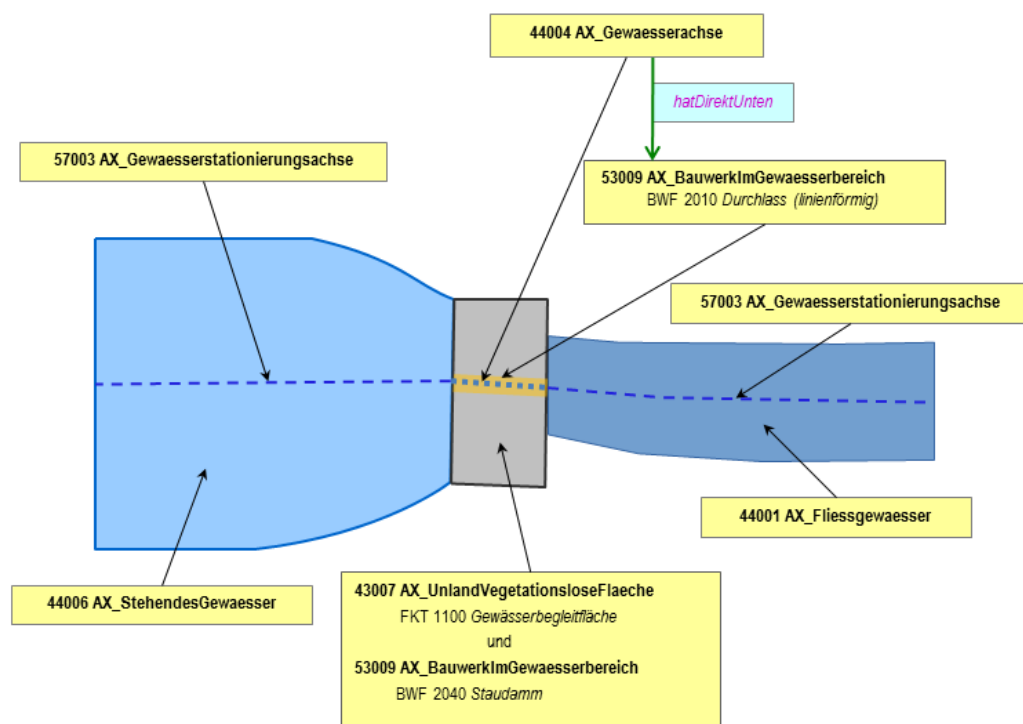 44004 AX_Gewaesserachse
hatDirektUnten
57003 AX_Gewaesserstationierungsachse
53009 AX_BauwerkImGewaesserbereich
BWF 2010 Durchlass (linienförmig)
57003 AX_Gewaesserstationierungsachse
44001 AX_Fliessgewaesser
44006 AX_StehendesGewaesser
43007 AX_UnlandVegetationsloseFlaeche
FKT 1100 Gewässerbegleitfläche
und
53009 AX_BauwerkImGewaesserbereich
BWF 2040 Staudamm